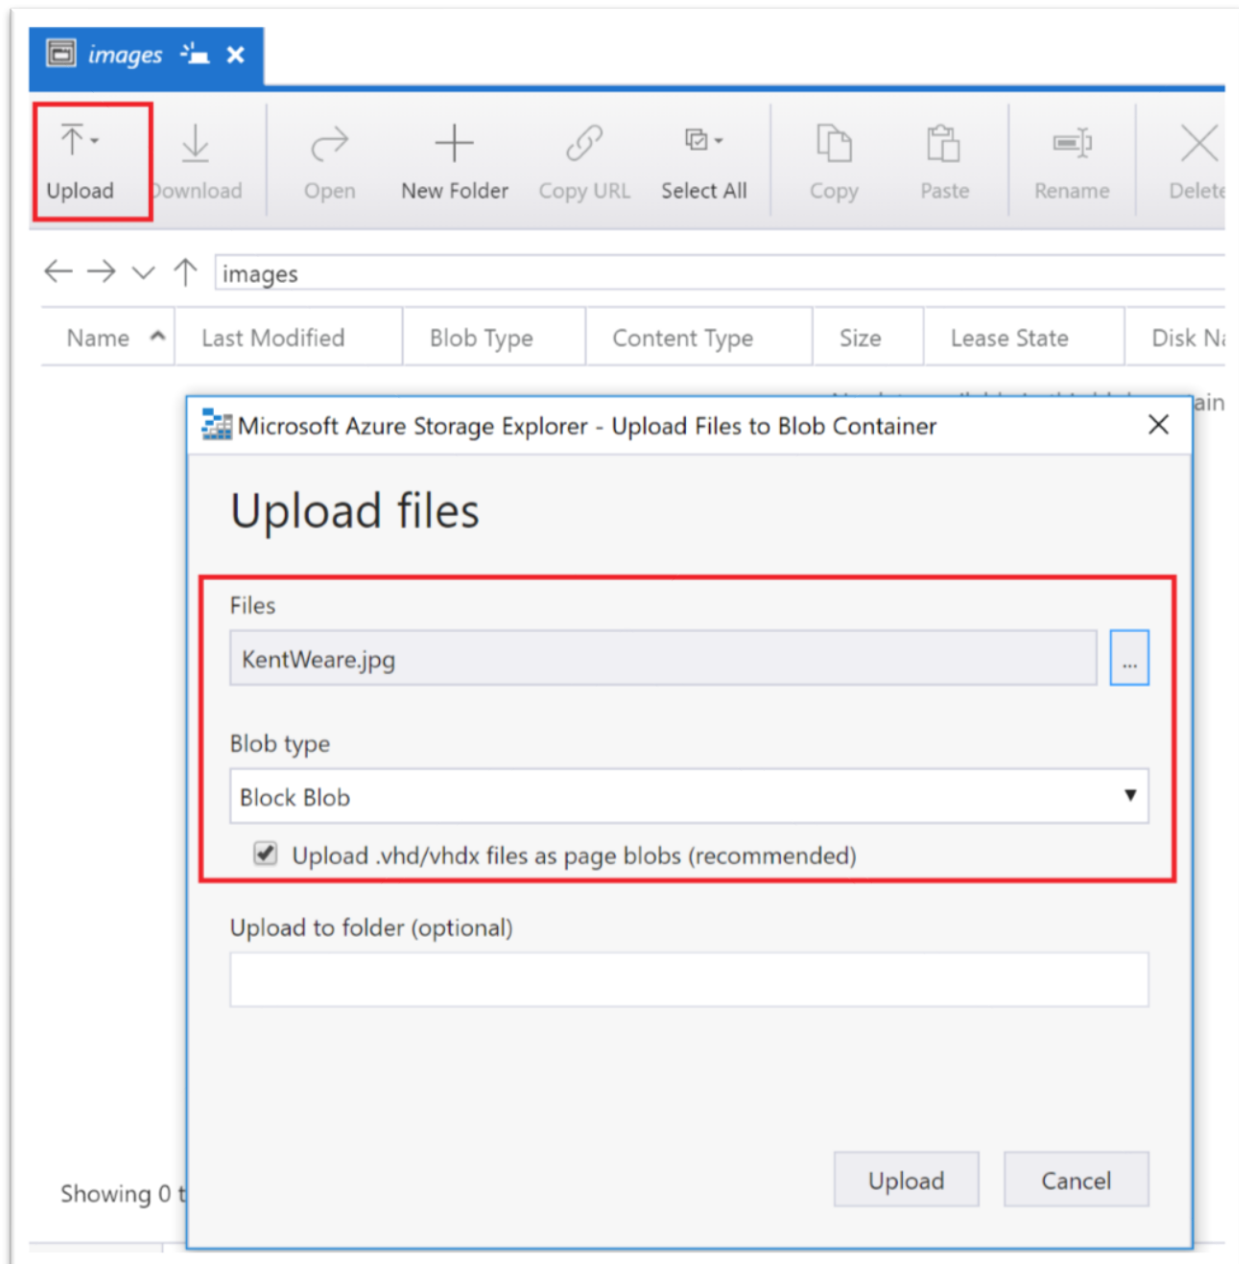 images
Upload
Download
Open
New Folder
Copy URL
Select All
Copy
Paste
Rename
Delete
images
Name
Last Modified
Blob Type
Content Type
Size
Lease State
Disk Na
Microsoft Azure Storage Explorer - Upload Files to Blob Container
Upload files
Files
KentWeare.jpg
...
Blob type
Block Blob
Upload .vhd/vhdx files as page blobs (recommended)
Upload to folder (optional)
Showing 0 t
Upload
Cancel